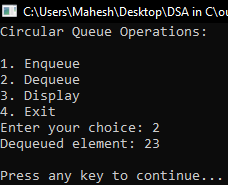 C:\Users\Mahesh\Desktop\DSA in C\ou
Circular Queue Operations:
1. Enqueue
2. Dequeue
3. Display
4. Exit
Enter your choice: 2
Dequeued element: 23
Press any key to continue...